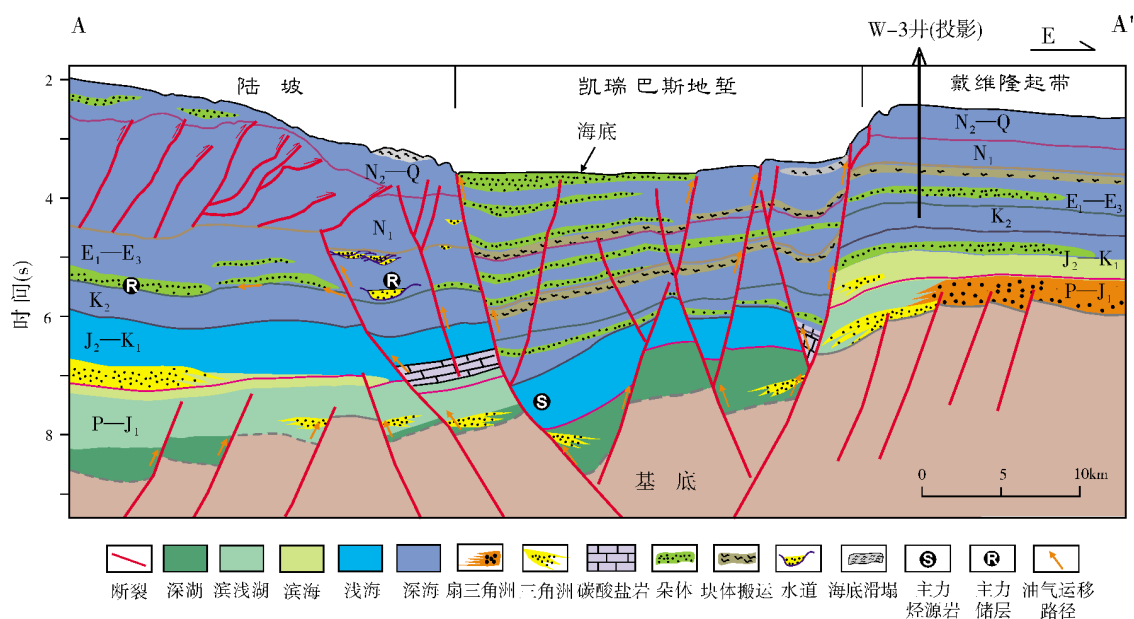 A
A'
W-3井(投影)
E
陆坡
凯瑞巴斯地堑
戴维隆起带
海底
2
4
6
8
时间(s)
N₂—Q
N₁
E₁—E₃
K₂
J₂—K₁
P—J₁
N₂—Q
N₁
E₁—E₃
K₂
J₂
K₁
P—J₁
R
R
S
基底
0
10km
断裂
深湖
滨浅湖
滨海
浅海
深海
扇三角洲
三角洲
碳酸盐岩
朵体
块体搬运
水道
海底滑塌
S
主力
烃源岩
R
主力
储层
油气运移
路径